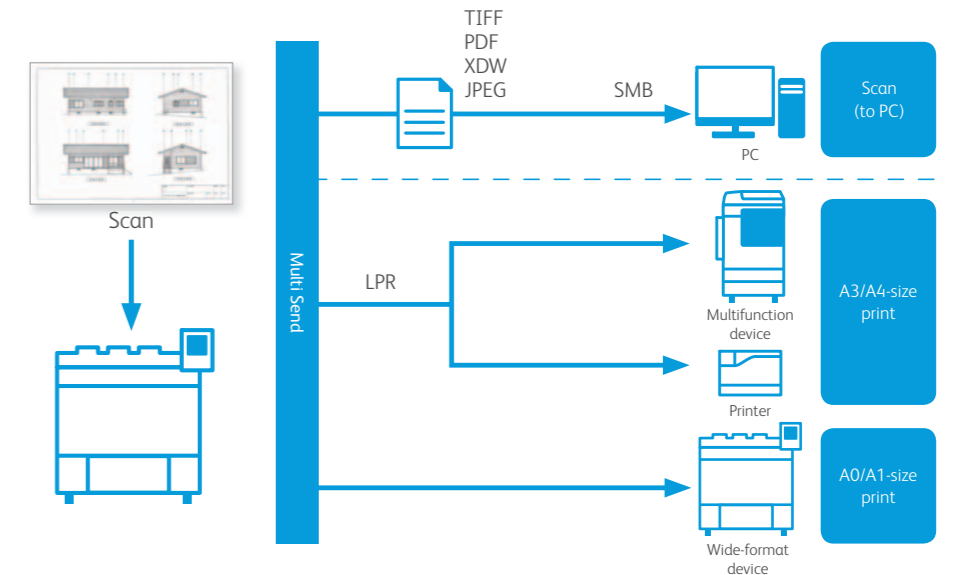 Scan
Multi Send
TIFF
PDF
XDW
JPEG
SMB
PC
Scan
(to PC)
LPR
Multifunction
device
Printer
A3/A4-size
print
Wide-format
device
A0/A1-size
print